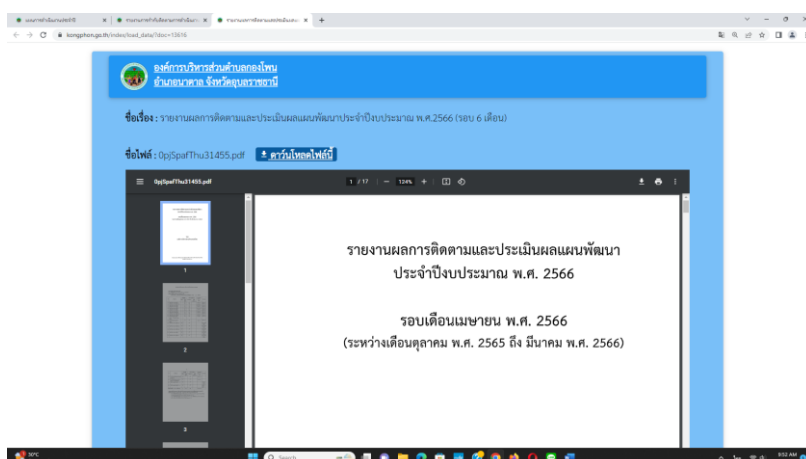 kongphon.go.th/index/load_data/?doc=13616
องค์การบริหารส่วนตำบลกองโพน
อำเภอนาตาล จังหวัดอุบลราชธานี
ชื่อเรื่อง : รายงานผลการติดตามและประเมินผลแผนพัฒนาประจำปีงบประมาณ พ.ศ.2566 (รอบ 6 เดือน)
ชื่อไฟล์ : 0pjSpafThu31455.pdf ดาวน์โหลดไฟล์นี้
0pjSpafThu31455.pdf 1 / 17 134%
รายงานผลการติดตามและประเมินผลแผนพัฒนา
ประจำปีงบประมาณ พ.ศ. 2566
รอบเดือนเมษายน พ.ศ. 2566
(ระหว่างเดือนตุลาคม พ.ศ. 2565 ถึง มีนาคม พ.ศ. 2566)
1
2
3
30°C Search 9:52 AM